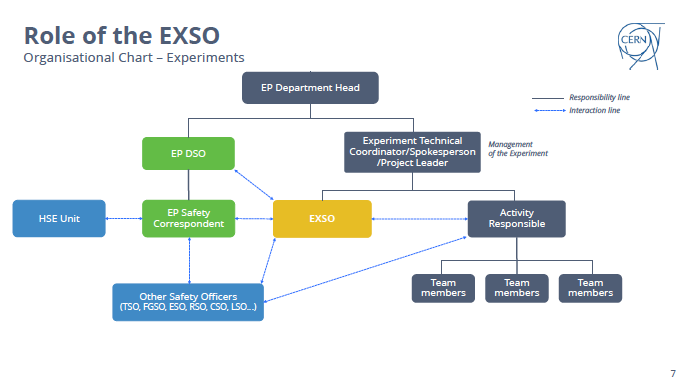 Role of the EXSO
Organisational Chart – Experiments
CERN
EP Department Head
Responsibility line
Interaction line
EP DSO
Experiment Technical
Coordinator/Spokesperson
/Project Leader
Management
of the Experiment
HSE Unit
EP Safety
Correspondent
EXSO
Activity
Responsible
Team
members
Team
members
Team
members
Other Safety Officers
(TSO, FGSO, ESO, RSO, CSO, LSO...)
7